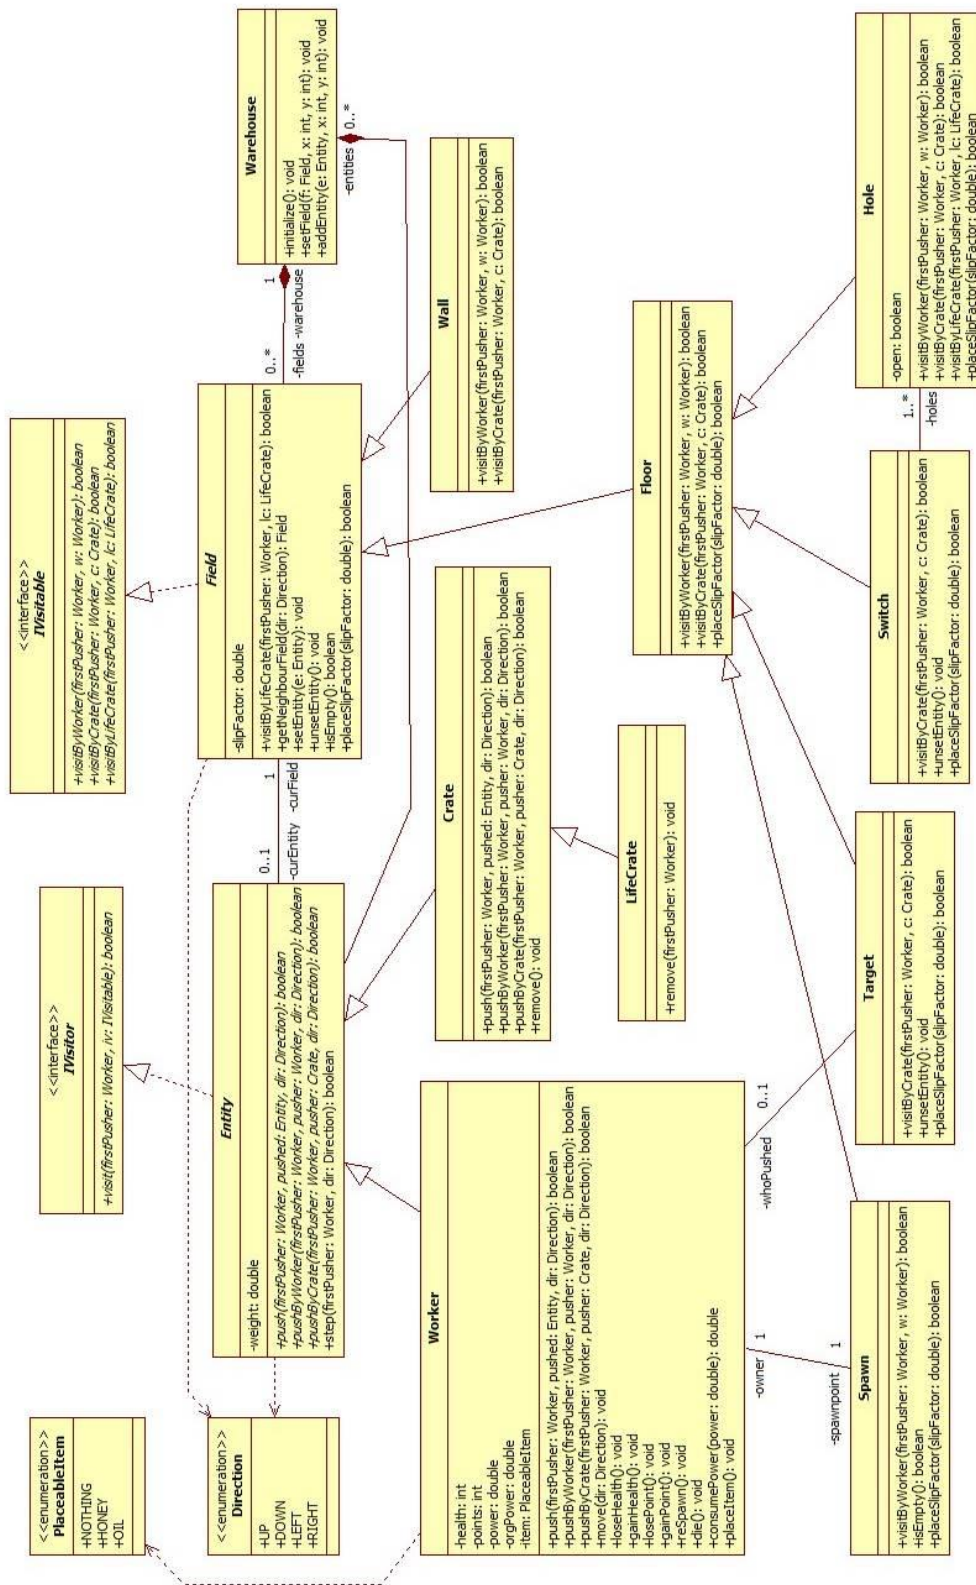 <<enumeration>>
PlaceableItem
+NOTHING
+HONEY
+OIL
<<enumeration>>
Direction
+UP
+DOWN
+LEFT
+RIGHT
<<interface>>
IVisitor
+visit(firstPusher: Worker, iv: IVisitable): boolean
<<interface>>
IVisitable
+visitByWorker(firstPusher: Worker, w: Worker): boolean
+visitByCrate(firstPusher: Worker, c: Crate): boolean
+visitByLifeCrate(firstPusher: Worker, lc: LifeCrate): boolean
Entity
-weight: double
+push(firstPusher: Worker, pushed: Entity, dir: Direction): boolean
+pushByWorker(firstPusher: Worker, pusher: Worker, dir: Direction): boolean
+pushByCrate(firstPusher: Worker, pusher: Crate, dir: Direction): boolean
+step(firstPusher: Worker, dir: Direction): boolean
0..1
-curEntity
1
-curField
Field
-slipFactor: double
+visitByLifeCrate(firstPusher: Worker, lc: LifeCrate): boolean
+getNeighbourField(dir: Direction): Field
+setEntity(e: Entity): void
+unsetEntity(): void
+isEmpty(): boolean
+placeSlipFactor(slipFactor: double): boolean
0..*
-fields
1
-warehouse
Warehouse
+initialize(): void
+setField(f: Field, x: int, y: int): void
+addEntity(e: Entity, x: int, y: int): void
-entities
0..*
Worker
-health: int
-points: int
-power: double
-orgPower: double
-item: PlaceableItem
+push(firstPusher: Worker, pushed: Entity, dir: Direction): boolean
+pushByWorker(firstPusher: Worker, pusher: Worker, dir: Direction): boolean
+pushByCrate(firstPusher: Worker, pusher: Crate, dir: Direction): boolean
+move(dir: Direction): void
+loseHealth(): void
+gainHealth(): void
+losePoint(): void
+gainPoint(): void
+reSpawn(): void
+die(): void
+consumePower(power: double): double
+placeItem(): void
Crate
+push(firstPusher: Worker, pushed: Entity, dir: Direction): boolean
+pushByWorker(firstPusher: Worker, pusher: Worker, dir: Direction): boolean
+pushByCrate(firstPusher: Worker, pusher: Crate, dir: Direction): boolean
+remove(): void
Wall
+visitByWorker(firstPusher: Worker, w: Worker): boolean
+visitByCrate(firstPusher: Worker, c: Crate): boolean
LifeCrate
+remove(firstPusher: Worker): void
Floor
+visitByWorker(firstPusher: Worker, w: Worker): boolean
+visitByCrate(firstPusher: Worker, c: Crate): boolean
+placeSlipFactor(slipFactor: double): boolean
-owner
1
-spawnpoint
1
-whoPushed
0..1
Spawn
+visitByWorker(firstPusher: Worker, w: Worker): boolean
+isEmpty(): boolean
+placeSlipFactor(slipFactor: double): boolean
Target
+visitByCrate(firstPusher: Worker, c: Crate): boolean
+unsetEntity(): void
+placeSlipFactor(slipFactor: double): boolean
Switch
+visitByCrate(firstPusher: Worker, c: Crate): boolean
+unsetEntity(): void
+placeSlipFactor(slipFactor: double): boolean
1..*
-holes
Hole
-open: boolean
+visitByWorker(firstPusher: Worker, w: Worker): boolean
+visitByCrate(firstPusher: Worker, c: Crate): boolean
+visitByLifeCrate(firstPusher: Worker, lc: LifeCrate): boolean
+placeSlipFactor(slipFactor: double): boolean